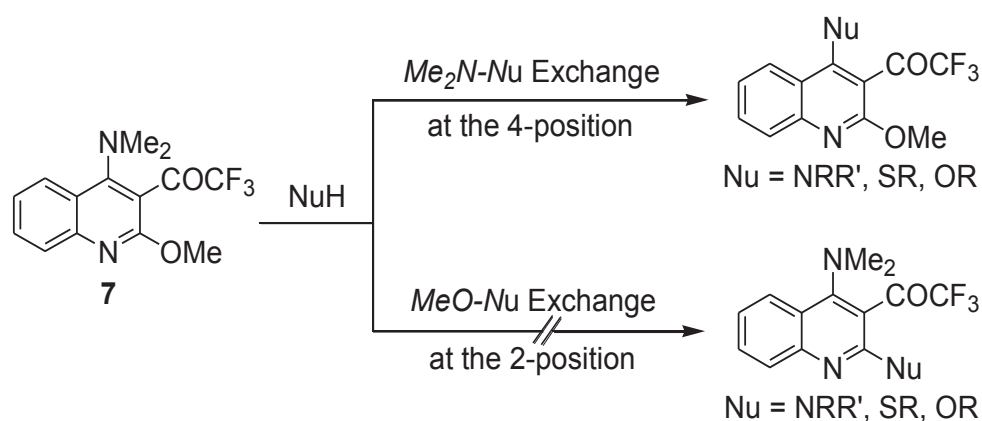 NMe₂
COCF₃
N
OMe
7
NuH
Me₂N-Nu Exchange
at the 4-position
Nu
COCF₃
N
OMe
Nu = NRR', SR, OR
MeO-Nu Exchange
at the 2-position
NMe₂
COCF₃
N
Nu
Nu = NRR', SR, OR